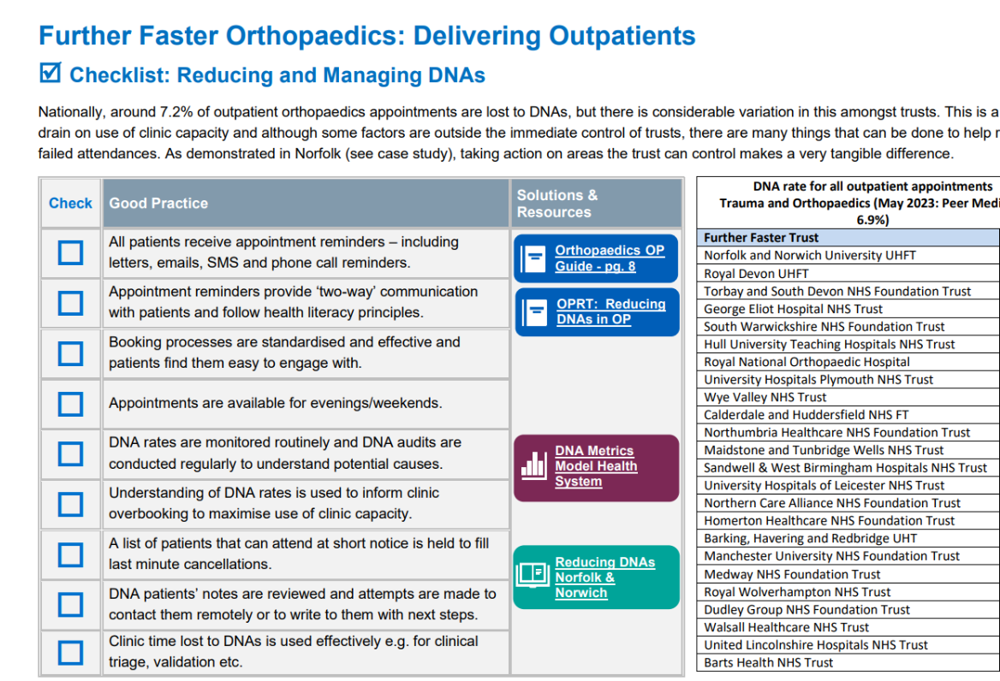 Further Faster Orthopaedics: Delivering Outpatients
Checklist: Reducing and Managing DNAs
Nationally, around 7.2% of outpatient orthopaedics appointments are lost to DNAs, but there is considerable variation in this amongst trusts. This is a
drain on use of clinic capacity and although some factors are outside the immediate control of trusts, there are many things that can be done to help
failed attendances. As demonstrated in Norfolk (see case study), taking action on areas the trust can control makes a very tangible difference.
Check
Good Practice
Solutions &
Resources
All patients receive appointment reminders – including
letters, emails, SMS and phone call reminders.
Appointment reminders provide ‘two-way’ communication
with patients and follow health literacy principles.
Booking processes are standardised and effective and
patients find them easy to engage with.
Appointments are available for evenings/weekends.
DNA rates are monitored routinely and DNA audits are
conducted regularly to understand potential causes.
Understanding of DNA rates is used to inform clinic
overbooking to maximise use of clinic capacity.
A list of patients that can attend at short notice is held to fill
last minute cancellations.
DNA patients’ notes are reviewed and attempts are made to
contact them remotely or to write to them with next steps.
Clinic time lost to DNAs is used effectively e.g. for clinical
triage, validation etc.
Orthopaedics OP
Guide - pg. 8
OPRT: Reducing
DNAs in OP
DNA Metrics
Model Health
System
Reducing DNAs
Norfolk &
Norwich
DNA rate for all outpatient appointments
Trauma and Orthopaedics (May 2023: Peer Medi
6.9%)
Further Faster Trust
Norfolk and Norwich University UHFT
Royal Devon UHFT
Torbay and South Devon NHS Foundation Trust
George Eliot Hospital NHS Trust
South Warwickshire NHS Foundation Trust
Hull University Teaching Hospitals NHS Trust
Royal National Orthopaedic Hospital
University Hospitals Plymouth NHS Trust
Wye Valley NHS Trust
Calderdale and Huddersfield NHS FT
Northumbria Healthcare NHS Foundation Trust
Maidstone and Tunbridge Wells NHS Trust
Sandwell & West Birmingham Hospitals NHS Trust
University Hospitals of Leicester NHS Trust
Northern Care Alliance NHS Foundation Trust
Homerton Healthcare NHS Foundation Trust
Barking, Havering and Redbridge UHT
Manchester University NHS Foundation Trust
Medway NHS Foundation Trust
Royal Wolverhampton NHS Trust
Dudley Group NHS Foundation Trust
Walsall Healthcare NHS Trust
United Lincolnshire Hospitals NHS Trust
Barts Health NHS Trust